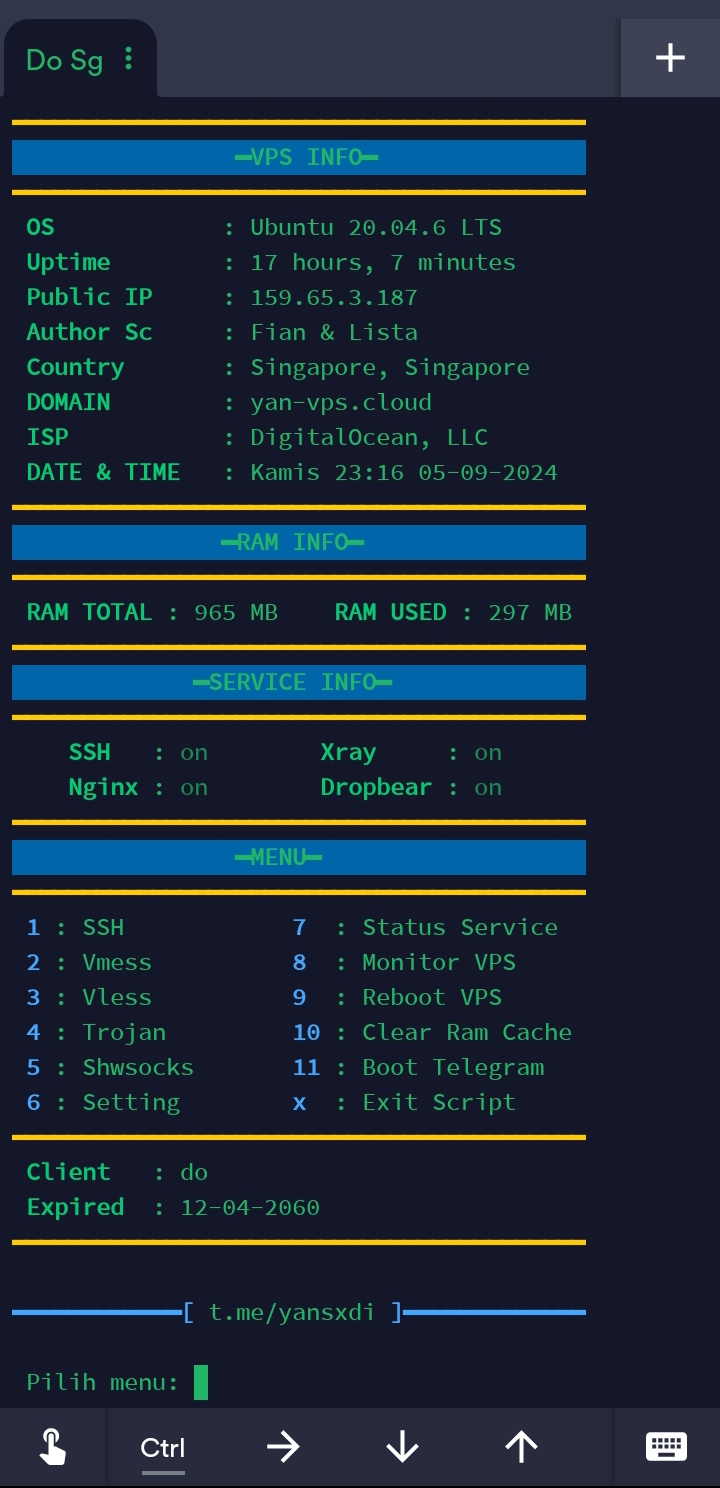 Do Sg
VPS INFO
OS : Ubuntu 20.04.6 LTS
Uptime : 17 hours, 7 minutes
Public IP : 159.65.3.187
Author Sc : Fian & Lista
Country : Singapore, Singapore
DOMAIN : yan-vps.cloud
ISP : DigitalOcean, LLC
DATE & TIME : Kamis 23:16 05-09-2024
RAM INFO
RAM TOTAL : 965 MB RAM USED : 297 MB
SERVICE INFO
SSH : on Xray : on
Nginx : on Dropbear : on
MENU
1 : SSH 7 : Status Service
2 : Vmess 8 : Monitor VPS
3 : Vless 9 : Reboot VPS
4 : Trojan 10 : Clear Ram Cache
5 : Shwsocks 11 : Boot Telegram
6 : Setting x : Exit Script
Client : do
Expired : 12-04-2060
[ t.me/yansxdi ]
Pilih menu:
Ctrl